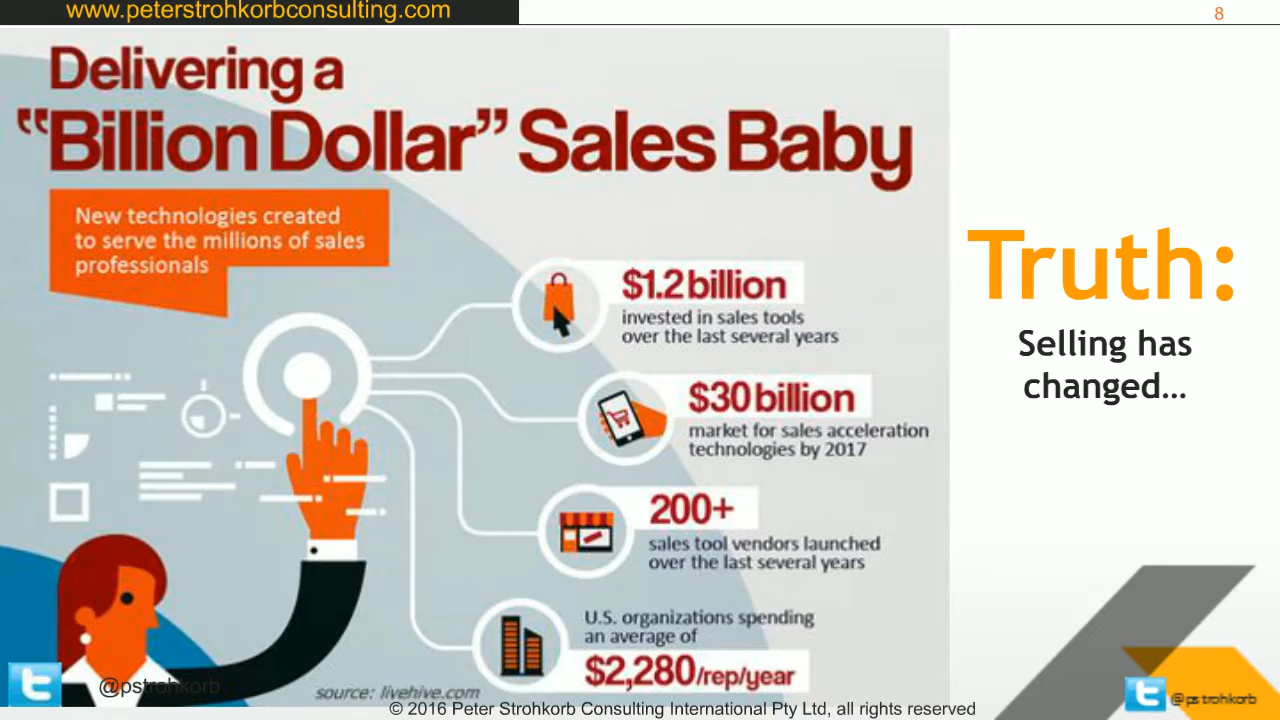 www.peterstrohkorbconsulting.com
8
Delivering a
“Billion Dollar” Sales Baby
New technologies created
to serve the millions of sales
professionals
$1.2 billion
invested in sales tools
over the last several years
$30 billion
market for sales acceleration
technologies by 2017
200+
sales tool vendors launched
over the last several years
U.S. organizations spending
an average of
$2,280/rep/year
Truth:
Selling has
changed...
@pstrohkorb
source: livehive.com
@pstrohkorb
© 2016 Peter Strohkorb Consulting International Pty Ltd, all rights reserved